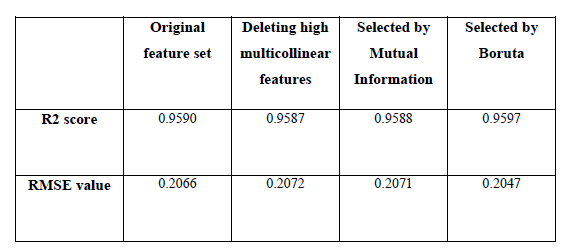 Original feature set
Deleting high multicollinear features
Selected by Mutual Information
Selected by Boruta
R2 score 0.9590 0.9587 0.9588 0.9597
RMSE value 0.2066 0.2072 0.2071 0.2047